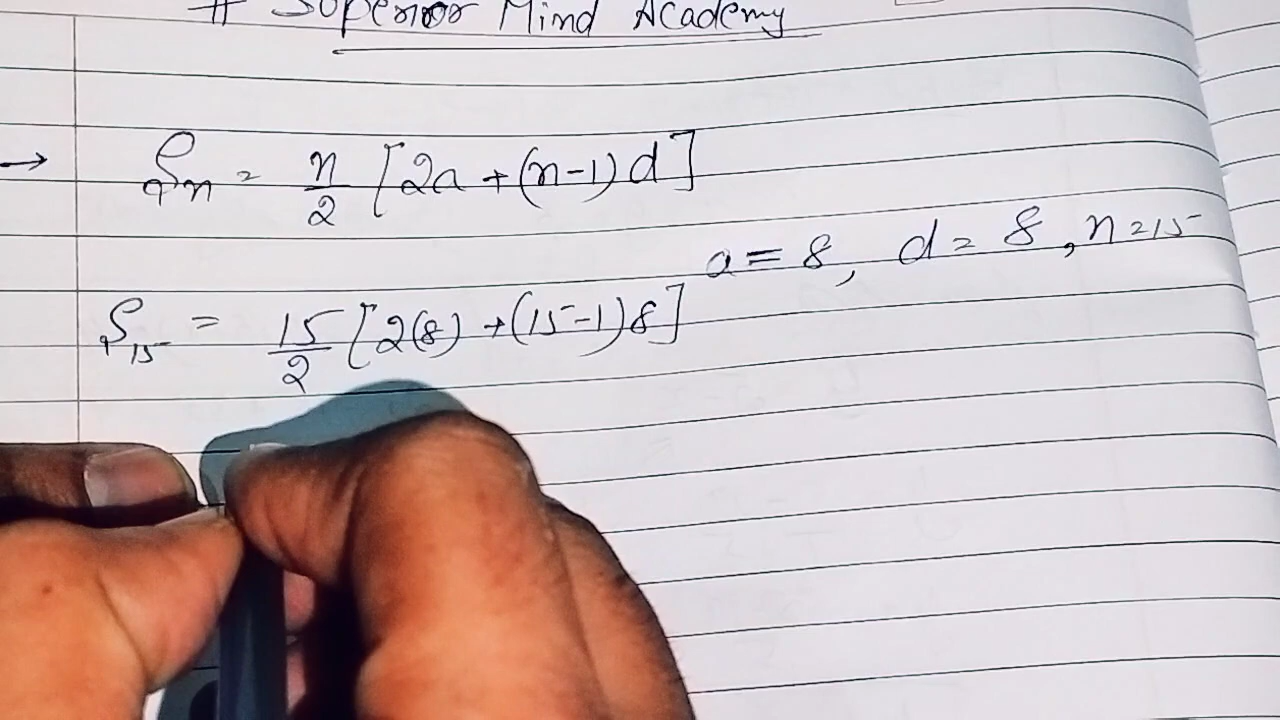 # Superior Mind Academy
→ Sn = n/2 [2a + (n-1)d]
a = 8, d = 8, n = 15
S15 = 15/2 [2(8) + (15-1)8]